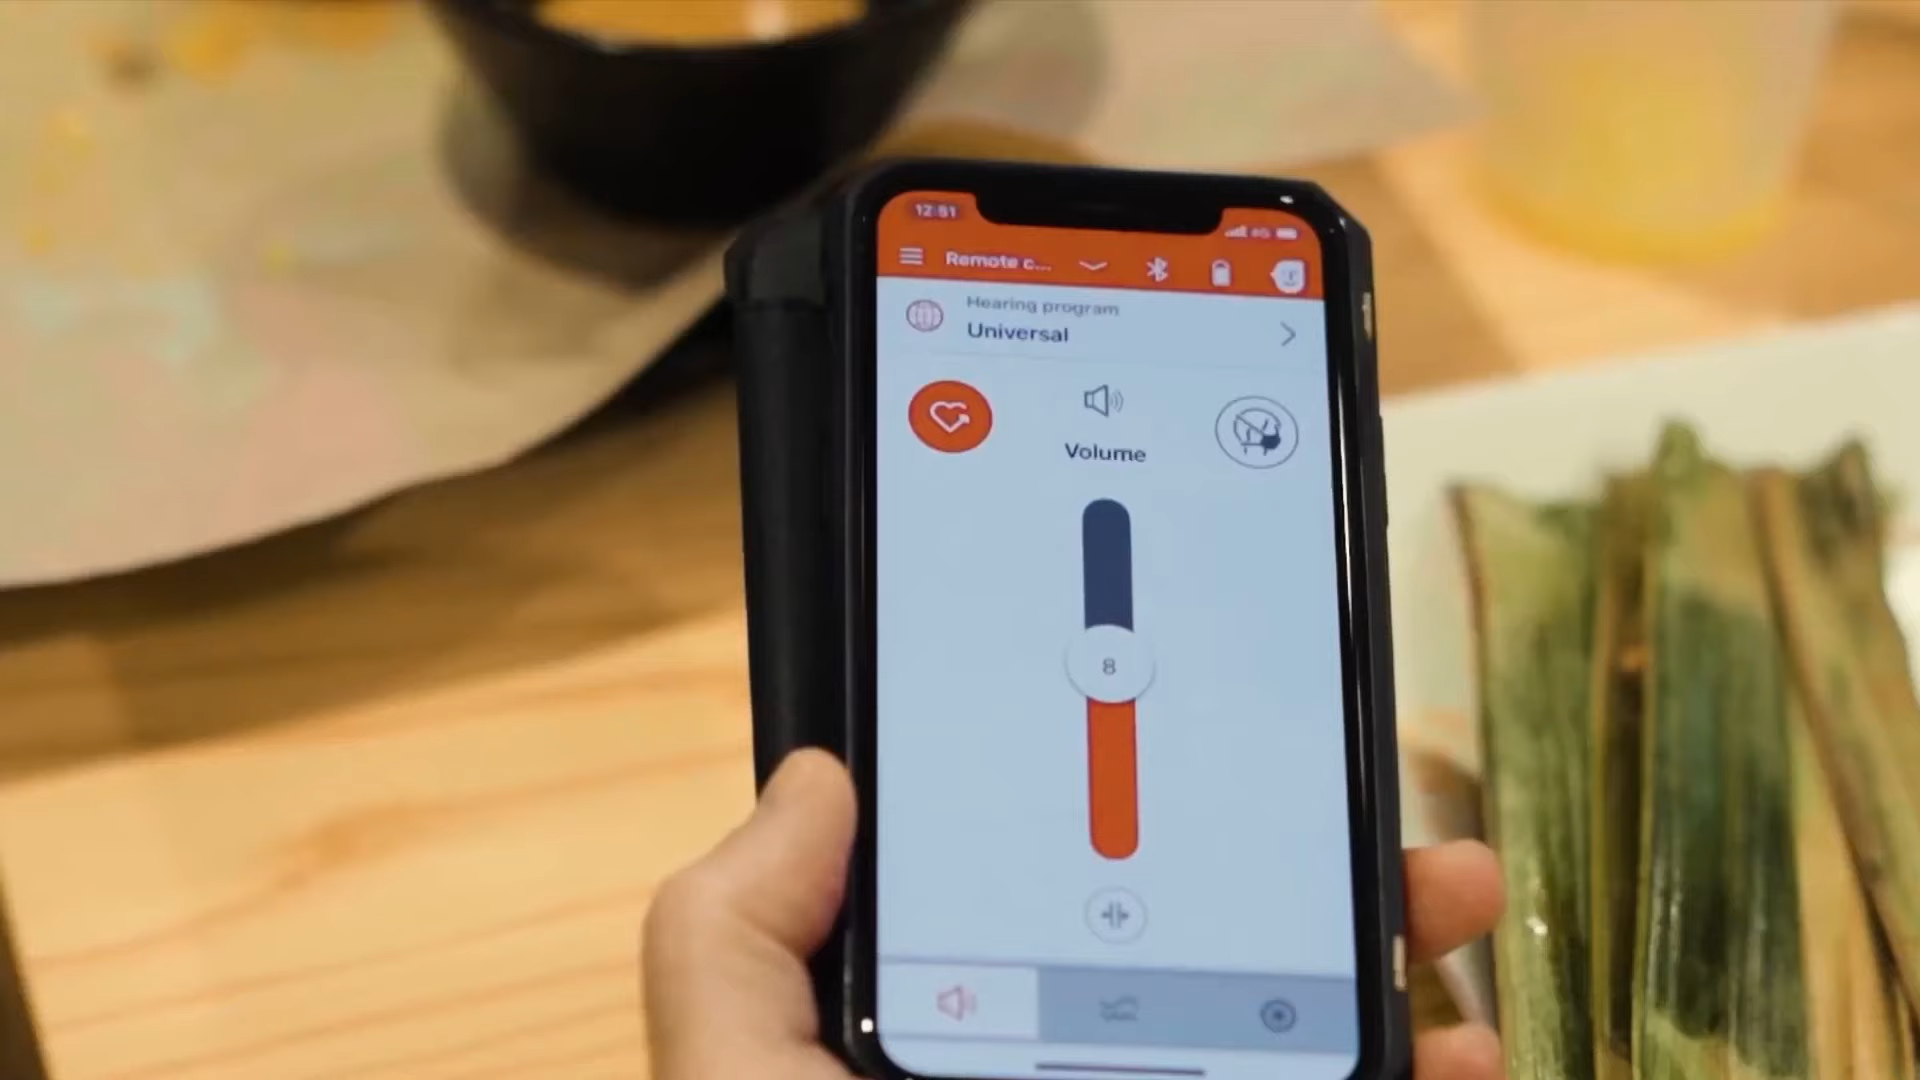 12:51
Remote c...
Hearing program
Universal
Volume
8